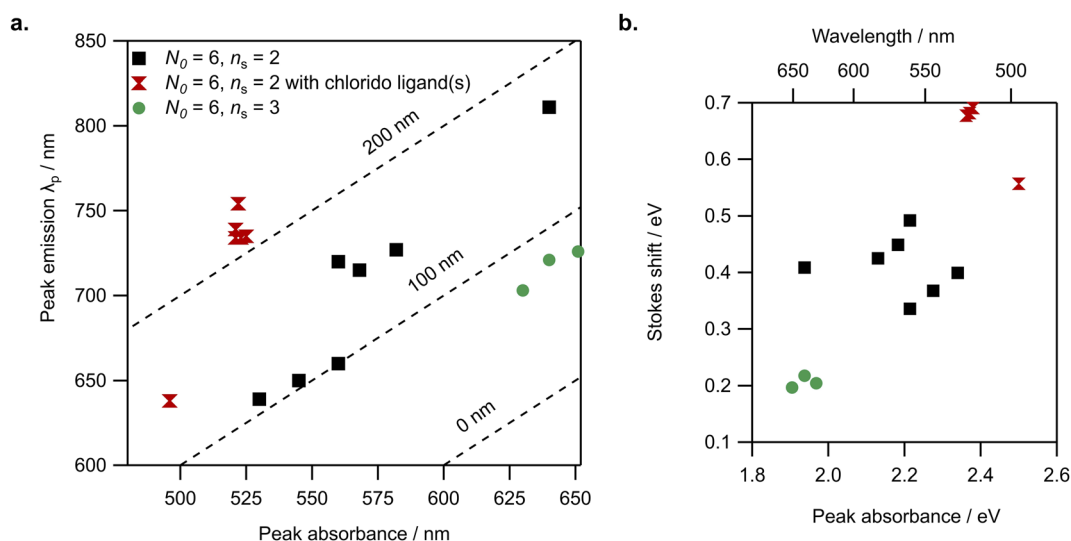 a.
850
800
750
700
650
600
Peak emission λp / nm
N0 = 6, ns = 2
N0 = 6, ns = 2 with chlorido ligand(s)
N0 = 6, ns = 3
200 nm
100 nm
0 nm
500 525 550 575 600 625 650
Peak absorbance / nm
b.
Wavelength / nm
650 600 550 500
0.7
0.6
0.5
0.4
0.3
0.2
0.1
Stokes shift / eV
1.8 2.0 2.2 2.4 2.6
Peak absorbance / eV